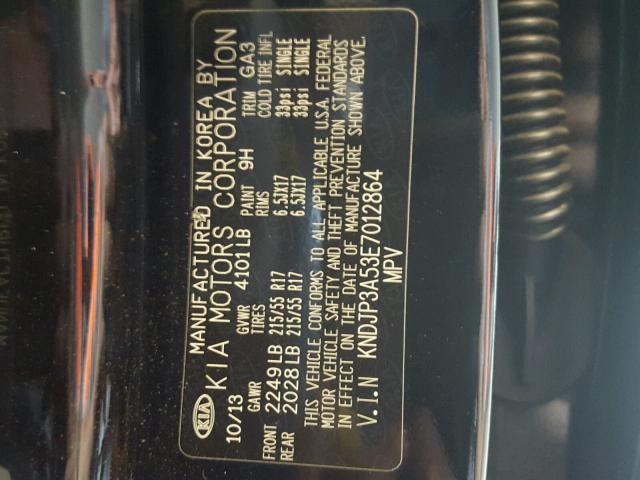 KIA MANUFACTURED IN KOREA BY
KIA MOTORS CORPORATION
10/13 GVWR 4101LB PAINT 9H TRIM GA3
GAWR TIRES RIMS COLD TIRE INFL
FRONT 2249LB 215/55 R17 6.5JX17 33psi SINGLE
REAR 2028LB 215/55 R17 6.5JX17 33psi SINGLE
THIS VEHICLE CONFORMS TO ALL APPLICABLE U.S.A. FEDERAL
MOTOR VEHICLE SAFETY AND THEFT PREVENTION STANDARDS
IN EFFECT ON THE DATE OF MANUFACTURE SHOWN ABOVE.
V.I.N KNDJP3A53E7012864
MPV